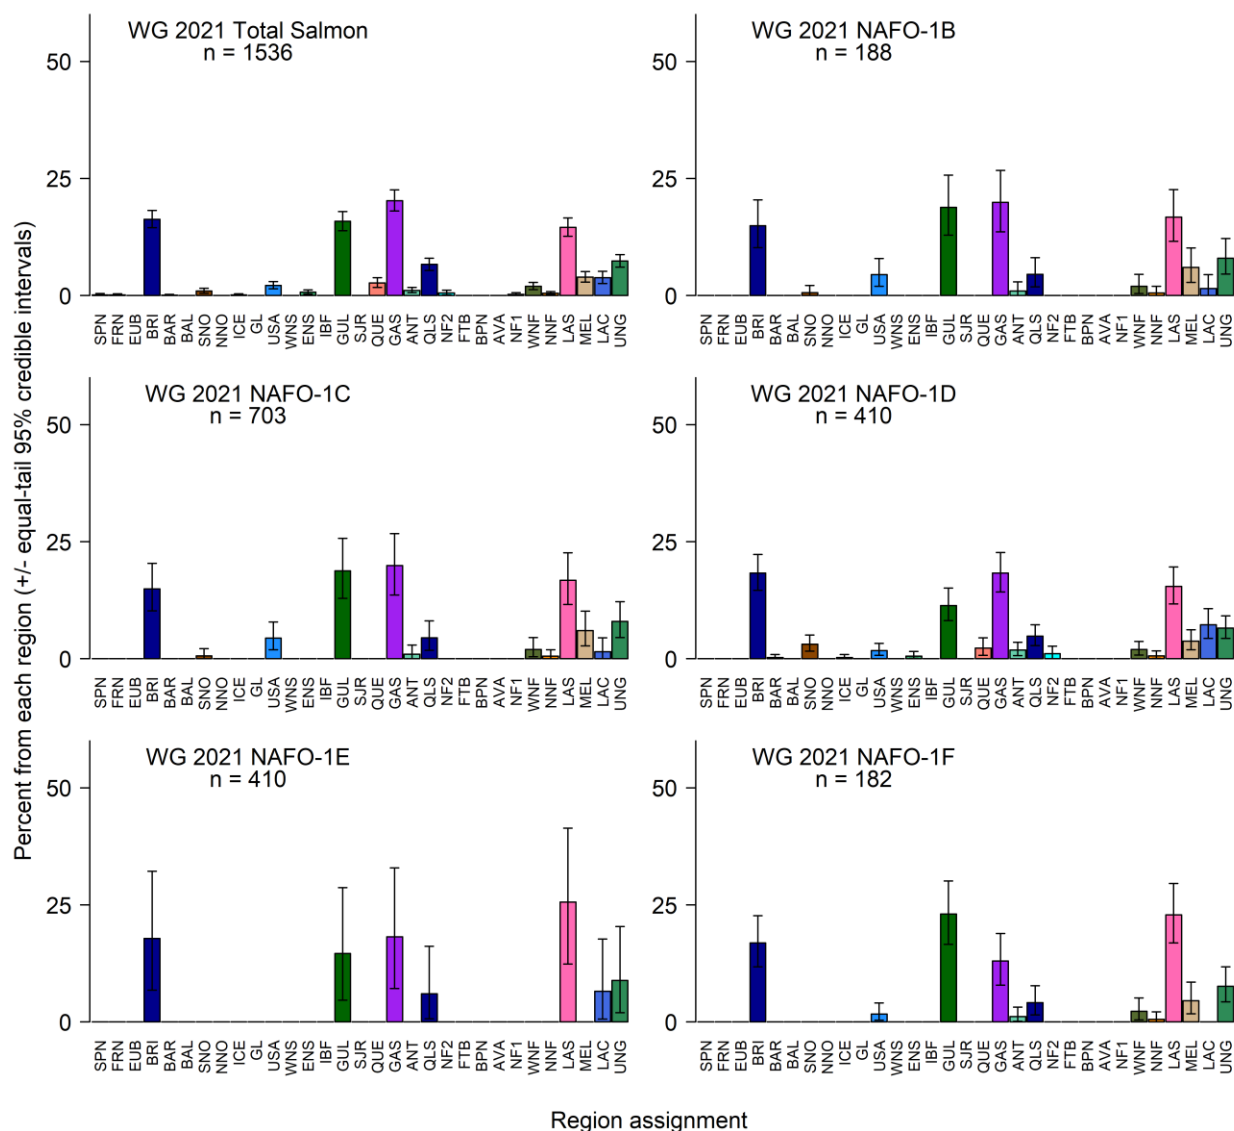 WG 2021 Total Salmon
n = 1536
50
25
0
SPN FRN EUB BRI BAR BAL SNO NNO ICE GL USA WNS ENS IBF GUL SJR QUE GAS ANT QLS NF2 FTB BPN AVA NF1 WNF NNF LAS MEL LAC UNG
WG 2021 NAFO-1B
n = 188
50
25
0
SPN FRN EUB BRI BAR BAL SNO NNO ICE GL USA WNS ENS IBF GUL SJR QUE GAS ANT QLS NF2 FTB BPN AVA NF1 WNF NNF LAS MEL LAC UNG
WG 2021 NAFO-1C
n = 703
50
25
0
SPN FRN EUB BRI BAR BAL SNO NNO ICE GL USA WNS ENS IBF GUL SJR QUE GAS ANT QLS NF2 FTB BPN AVA NF1 WNF NNF LAS MEL LAC UNG
WG 2021 NAFO-1D
n = 410
50
25
0
SPN FRN EUB BRI BAR BAL SNO NNO ICE GL USA WNS ENS IBF GUL SJR QUE GAS ANT QLS NF2 FTB BPN AVA NF1 WNF NNF LAS MEL LAC UNG
WG 2021 NAFO-1E
n = 410
50
25
0
SPN FRN EUB BRI BAR BAL SNO NNO ICE GL USA WNS ENS IBF GUL SJR QUE GAS ANT QLS NF2 FTB BPN AVA NF1 WNF NNF LAS MEL LAC UNG
WG 2021 NAFO-1F
n = 182
50
25
0
SPN FRN EUB BRI BAR BAL SNO NNO ICE GL USA WNS ENS IBF GUL SJR QUE GAS ANT QLS NF2 FTB BPN AVA NF1 WNF NNF LAS MEL LAC UNG
Percent from each region (+/- equal-tail 95% credible intervals)
Region assignment